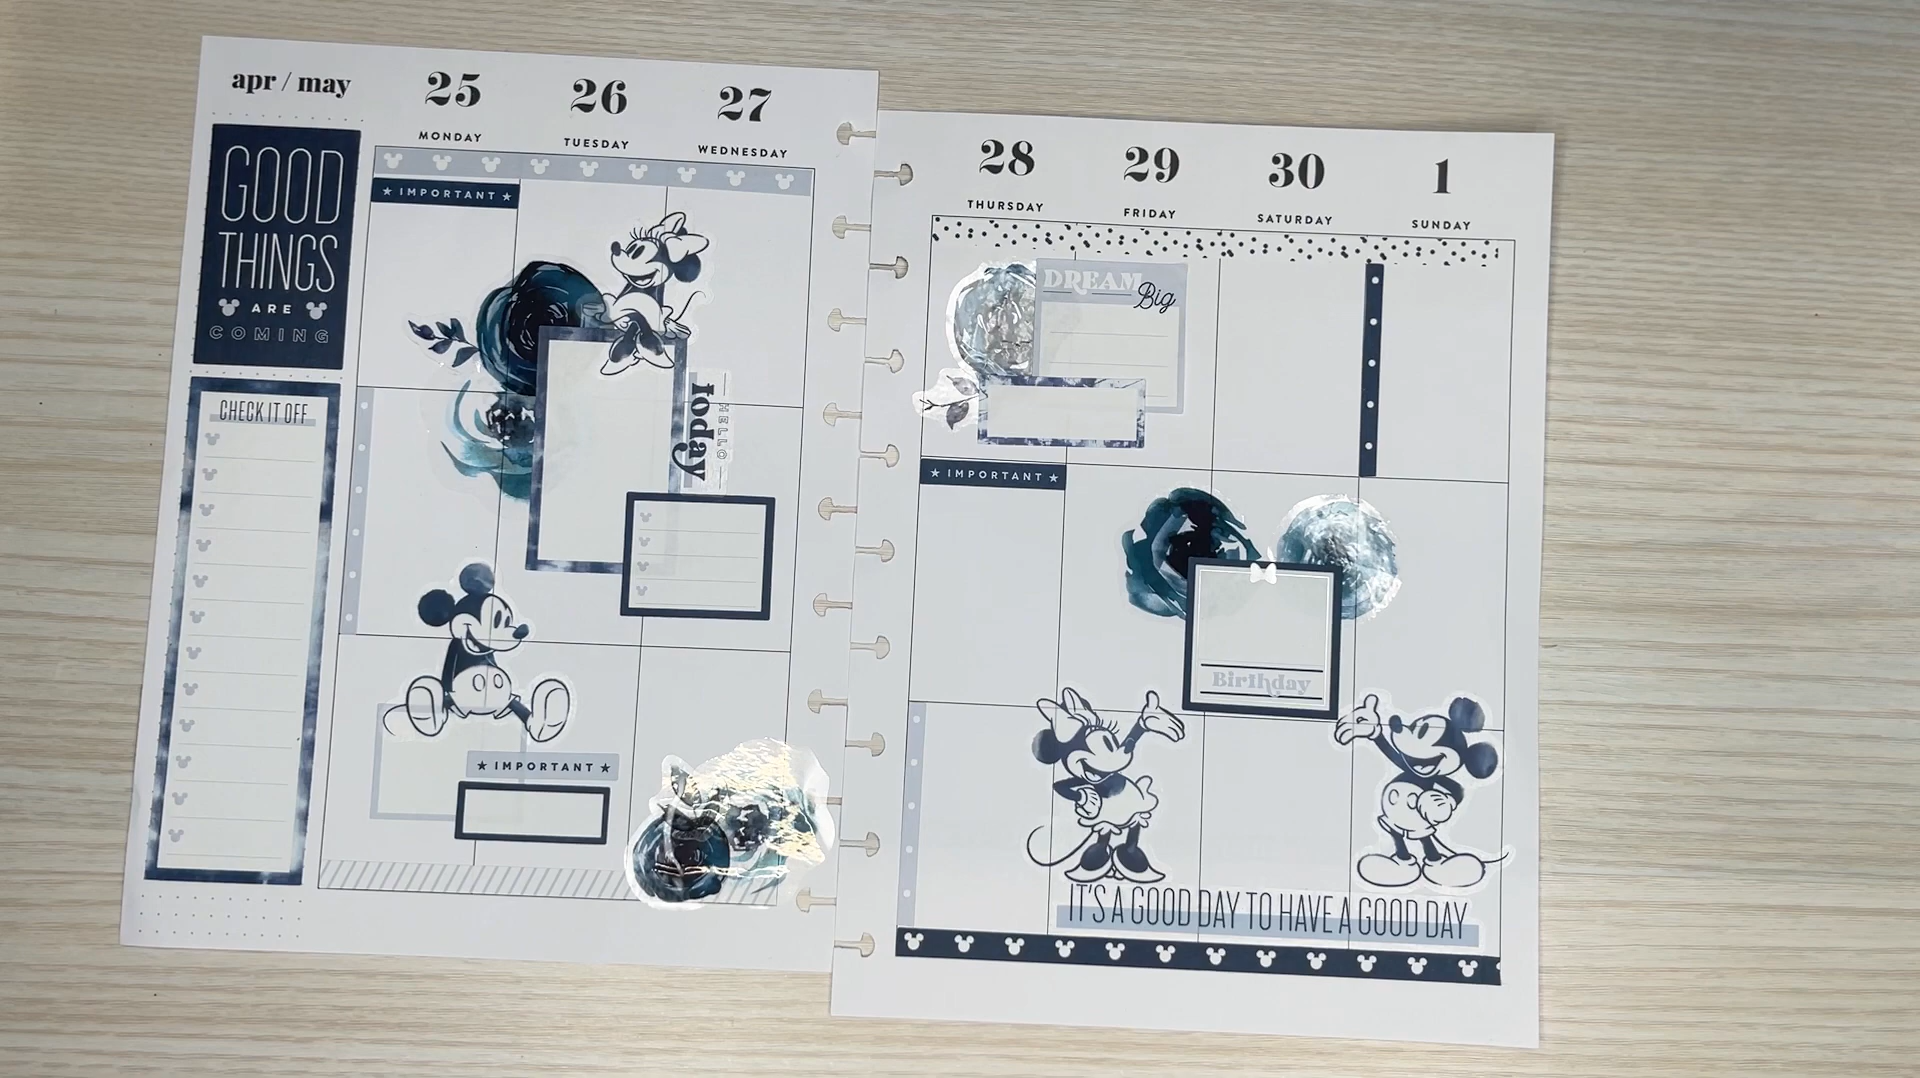 apr / may
25
MONDAY
26
TUESDAY
27
WEDNESDAY
GOOD
THINGS
ARE
COMING
CHECK IT OFF
★ IMPORTANT ★
HELLO
today
★ IMPORTANT ★
28
THURSDAY
29
FRIDAY
30
SATURDAY
1
SUNDAY
DREAM
Big
★ IMPORTANT ★
Birthday
IT'S A GOOD DAY TO HAVE A GOOD DAY